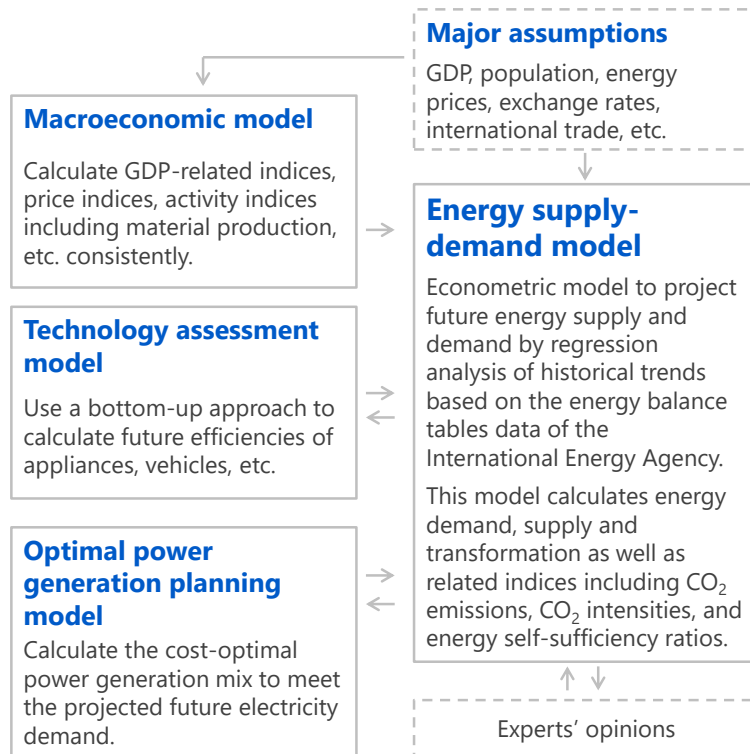 Major assumptions
GDP, population, energy
prices, exchange rates,
international trade, etc.
Macroeconomic model
Calculate GDP-related indices,
price indices, activity indices
including material production,
etc. consistently.
Energy supply-
demand model
Econometric model to project
future energy supply and
demand by regression
analysis of historical trends
based on the energy balance
tables data of the
International Energy Agency.
This model calculates energy
demand, supply and
transformation as well as
related indices including CO₂
emissions, CO₂ intensities, and
energy self-sufficiency ratios.
Technology assessment
model
Use a bottom-up approach to
calculate future efficiencies of
appliances, vehicles, etc.
Optimal power
generation planning
model
Calculate the cost-optimal
power generation mix to meet
the projected future electricity
demand.
Experts’ opinions